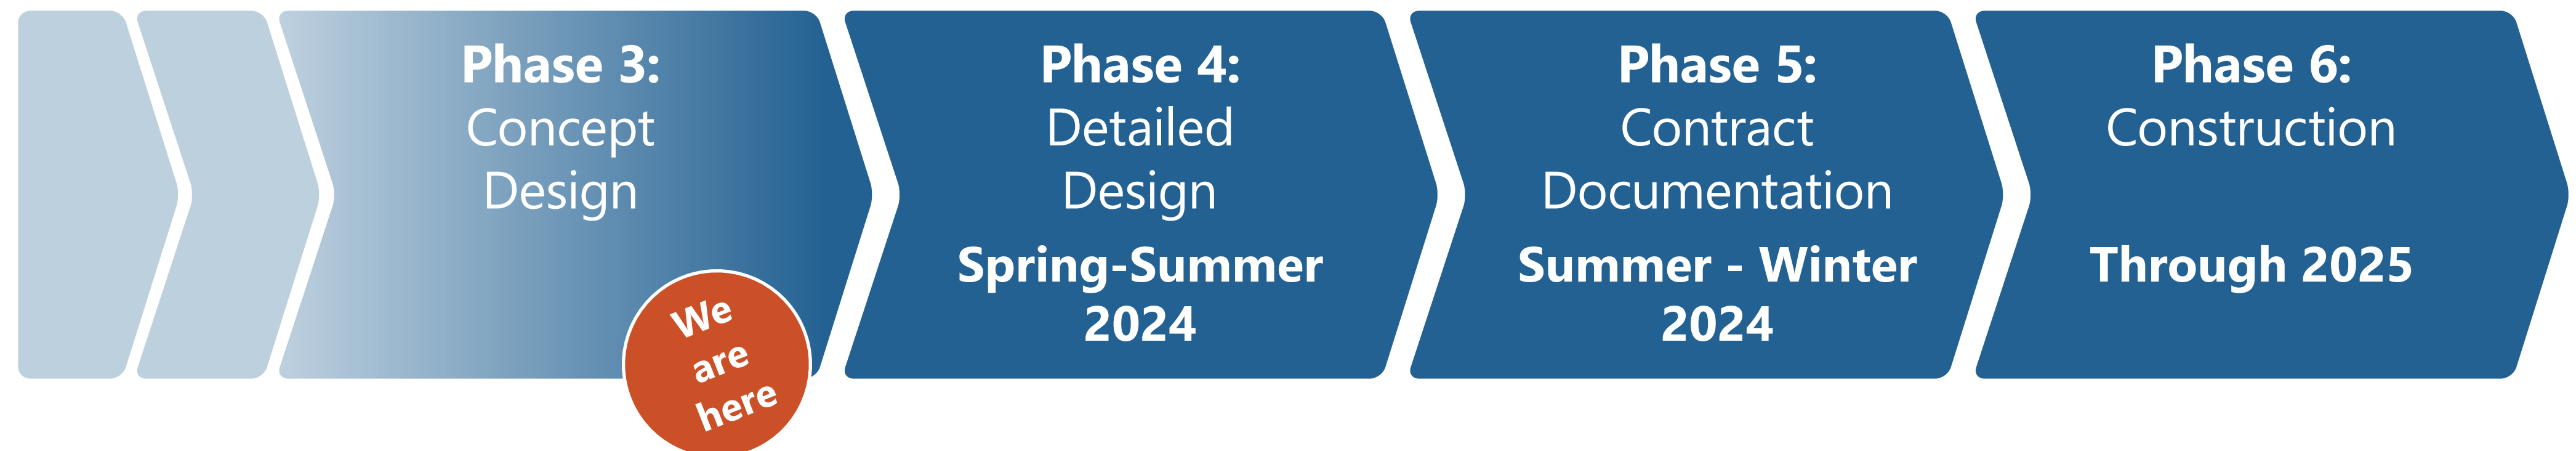 Phase 3:
Concept
Design
We
are
here
Phase 4:
Detailed
Design
Spring-Summer
2024
Phase 5:
Contract
Documentation
Summer - Winter
2024
Phase 6:
Construction
Through 2025